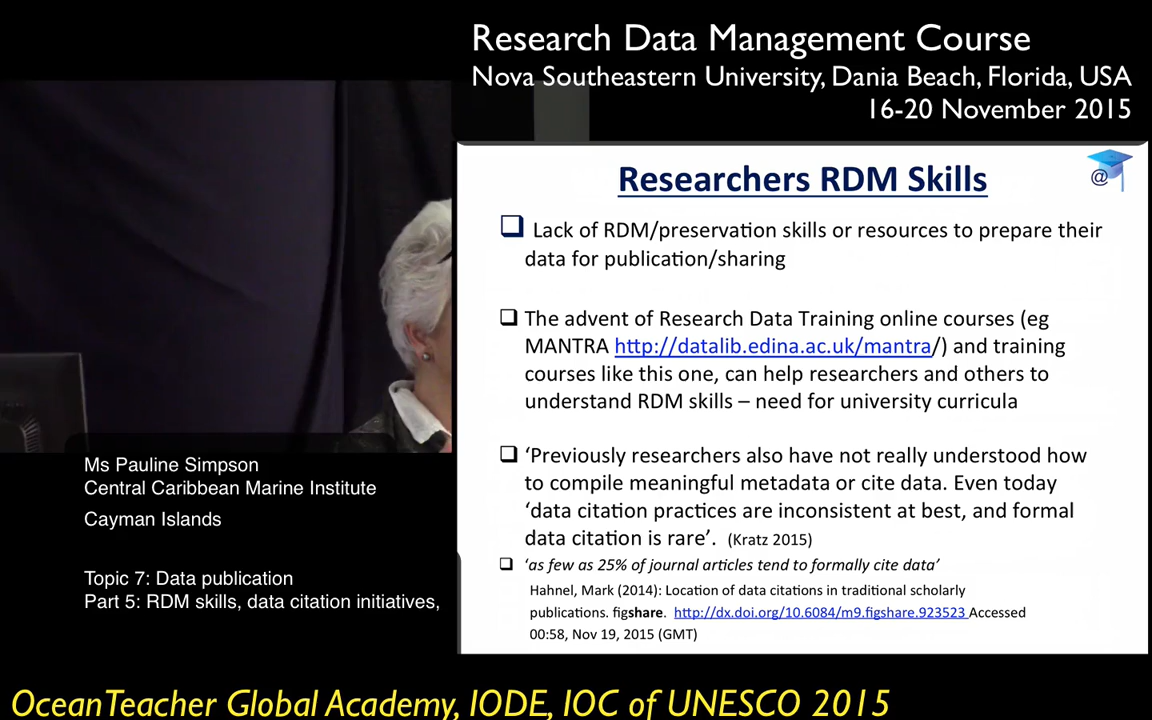 Research Data Management Course
Nova Southeastern University, Dania Beach, Florida, USA
16-20 November 2015
@
Researchers RDM Skills
Lack of RDM/preservation skills or resources to prepare their
data for publication/sharing
The advent of Research Data Training online courses (eg
MANTRA http://datalib.edina.ac.uk/mantra/) and training
courses like this one, can help researchers and others to
understand RDM skills – need for university curricula
‘Previously researchers also have not really understood how
to compile meaningful metadata or cite data. Even today
‘data citation practices are inconsistent at best, and formal
data citation is rare’. (Kratz 2015)
‘as few as 25% of journal articles tend to formally cite data’
Hahnel, Mark (2014): Location of data citations in traditional scholarly
publications. figshare. http://dx.doi.org/10.6084/m9.figshare.923523 Accessed
00:58, Nov 19, 2015 (GMT)
Ms Pauline Simpson
Central Caribbean Marine Institute
Cayman Islands
Topic 7: Data publication
Part 5: RDM skills, data citation initiatives,
OceanTeacher Global Academy, IODE, IOC of UNESCO 2015